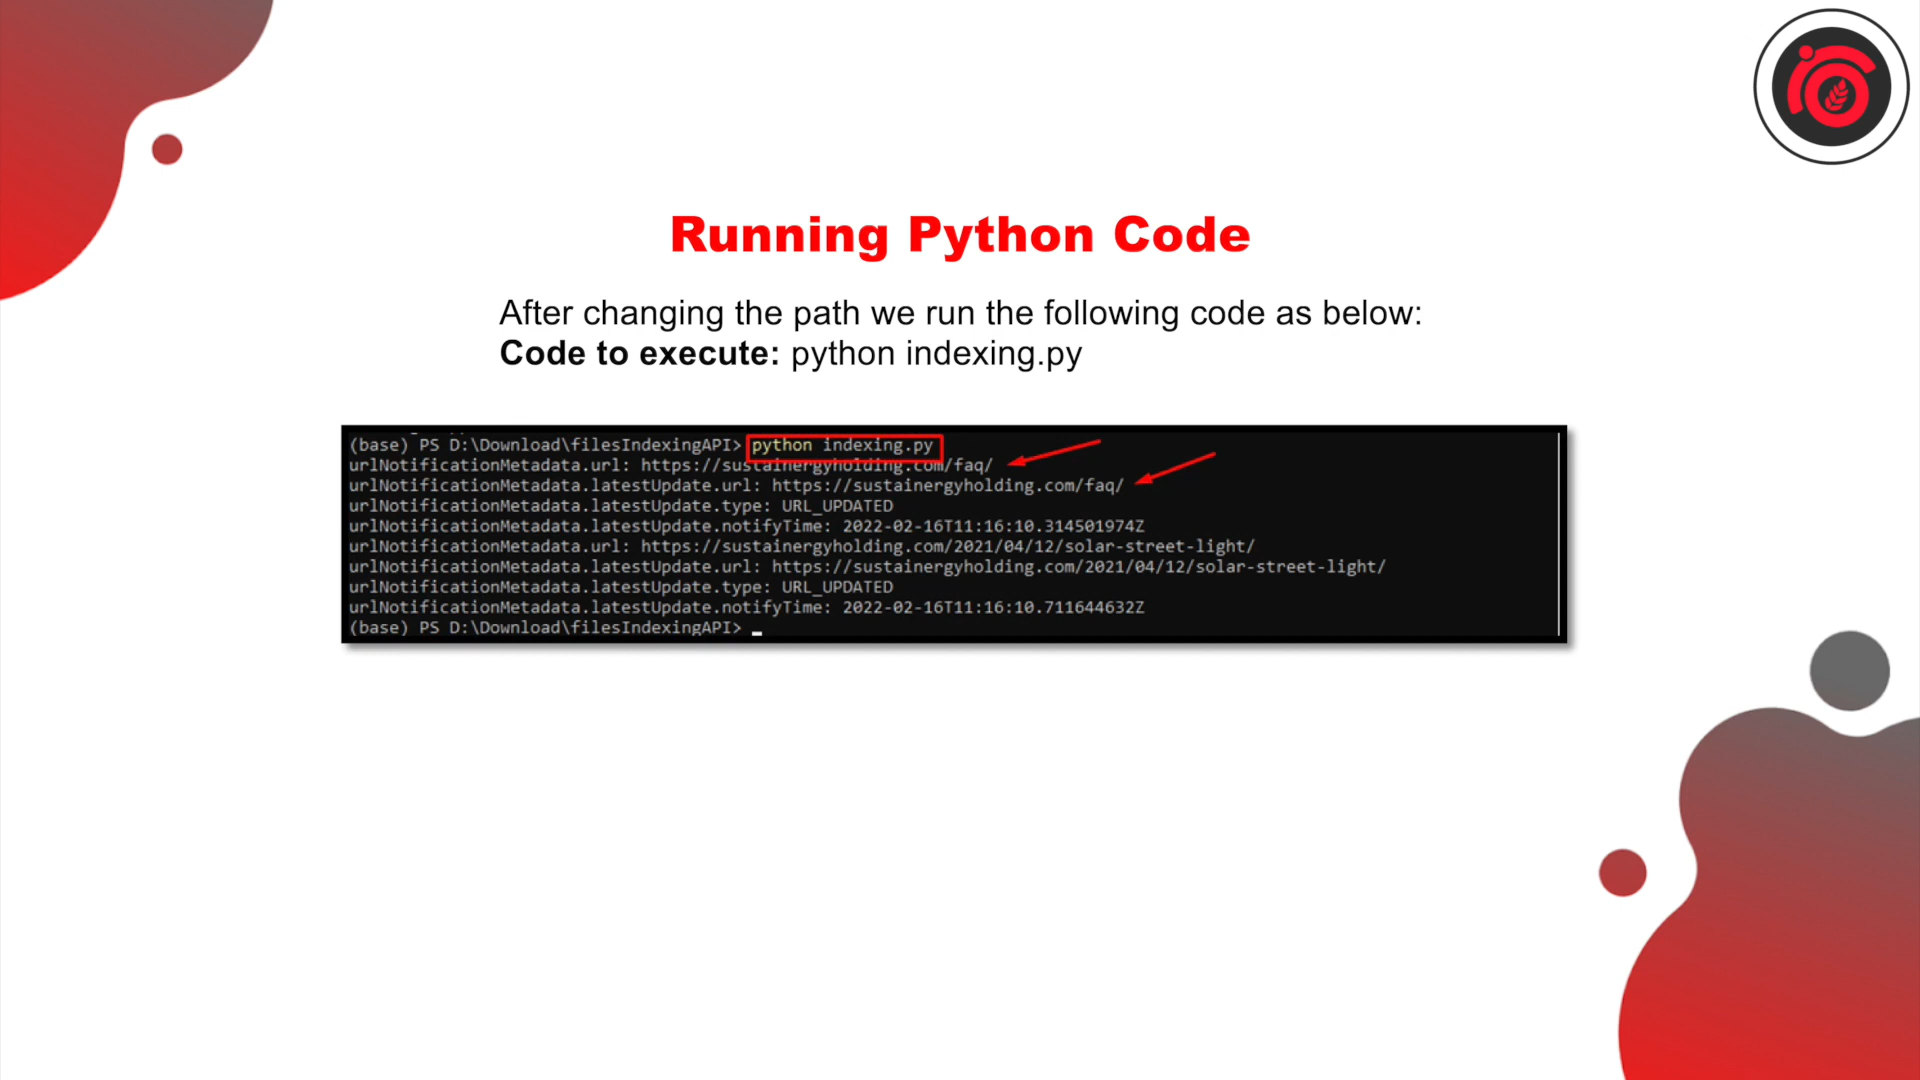 Running Python Code
After changing the path we run the following code as below:
Code to execute: python indexing.py
(base) PS D:\Download\filesIndexingAPI> python indexing.py
urlNotificationMetadata.url: https://sustainergyholding.com/faq/
urlNotificationMetadata.latestUpdate.url: https://sustainergyholding.com/faq/
urlNotificationMetadata.latestUpdate.type: URL_UPDATED
urlNotificationMetadata.latestUpdate.notifyTime: 2022-02-16T11:16:10.314501974Z
urlNotificationMetadata.url: https://sustainergyholding.com/2021/04/12/solar-street-light/
urlNotificationMetadata.latestUpdate.url: https://sustainergyholding.com/2021/04/12/solar-street-light/
urlNotificationMetadata.latestUpdate.type: URL_UPDATED
urlNotificationMetadata.latestUpdate.notifyTime: 2022-02-16T11:16:10.711644632Z
(base) PS D:\Download\filesIndexingAPI>